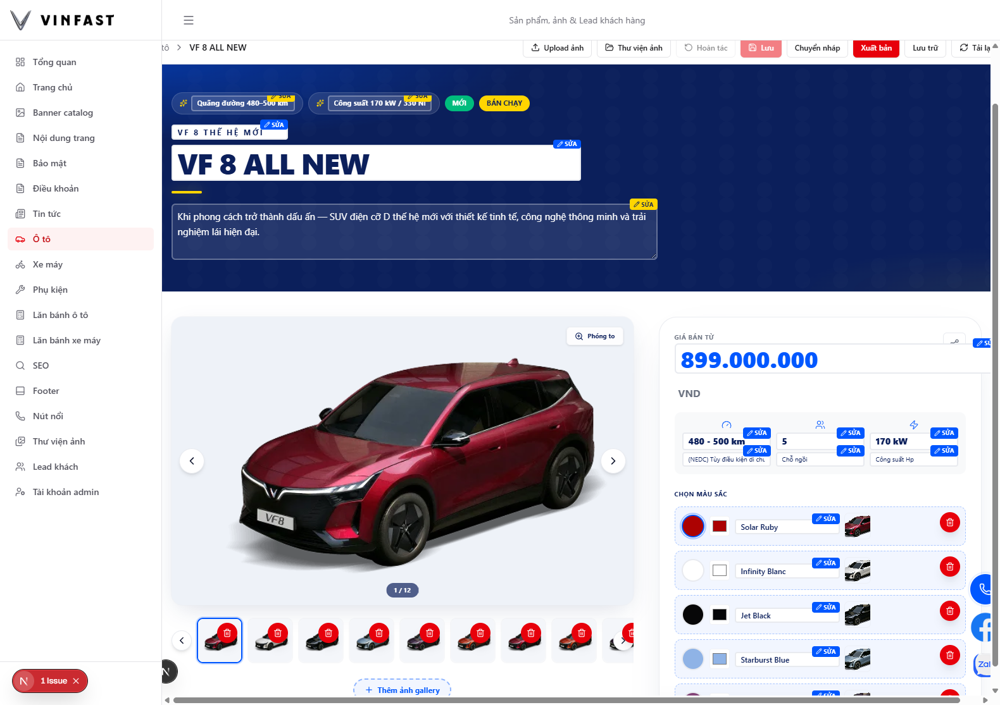 VINFAST
Sản phẩm, ảnh & Lead khách hàng
tô > VF 8 ALL NEW
Upload ảnh
Thư viện ảnh
Hoàn tác
Lưu
Chuyển nháp
Xuất bản
Lưu trữ
Tải lạ
Tổng quan
Trang chủ
Banner catalog
Nội dung trang
Bảo mật
Điều khoản
Tin tức
Ô tô
Xe máy
Phụ kiện
Lăn bánh ô tô
Lăn bánh xe máy
SEO
Footer
Nút nổi
Thư viện ảnh
Lead khách
Tài khoản admin
N 1 Issue
N
Quãng đường 480–500 km
SỬA
Công suất 170 kW / 330 N
SỬA
MỚI
BÁN CHẠY
VF 8 THẾ HỆ MỚI
SỬA
VF 8 ALL NEW
SỬA
Khi phong cách trở thành dấu ấn — SUV điện cỡ D thế hệ mới với thiết kế tinh tế, công nghệ thông minh và trải
nghiệm lái hiện đại.
SỬA
Phóng to
VF8
1 / 12
Thêm ảnh gallery
GIÁ BÁN TỪ
899.000.000
VND
480 - 500 km
SỬA
(NEDC) Tùy điều kiện di chu
SỬA
5
SỬA
Chỗ ngồi
SỬA
170 kW
SỬA
Công suất Hp
SỬA
CHỌN MÀU SẮC
Solar Ruby
SỬA
Infinity Blanc
SỬA
Jet Black
SỬA
Starburst Blue
SỬA
SỬA
Zal